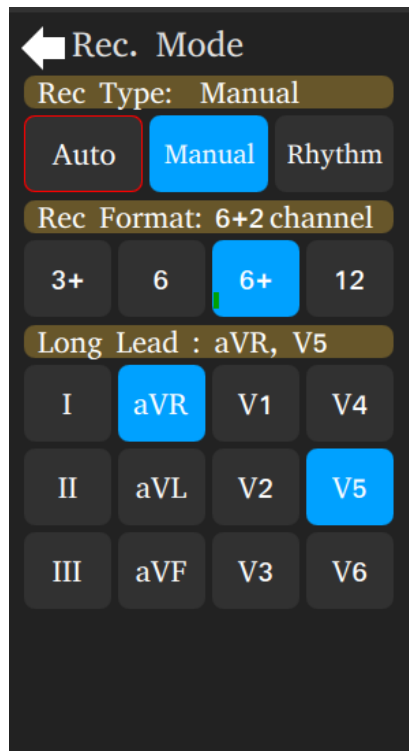 Rec. Mode
Rec Type: Manual
Auto Manual Rhythm
Rec Format: 6+2 channel
3+ 6 6+ 12
Long Lead : aVR, V5
I aVR V1 V4
II aVL V2 V5
III aVF V3 V6